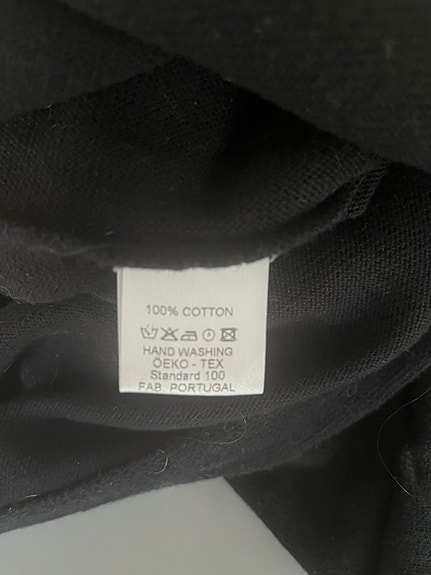 100% COTTON
HAND WASHING
ÖEKO - TEX
Standard 100
FAB. PORTUGAL